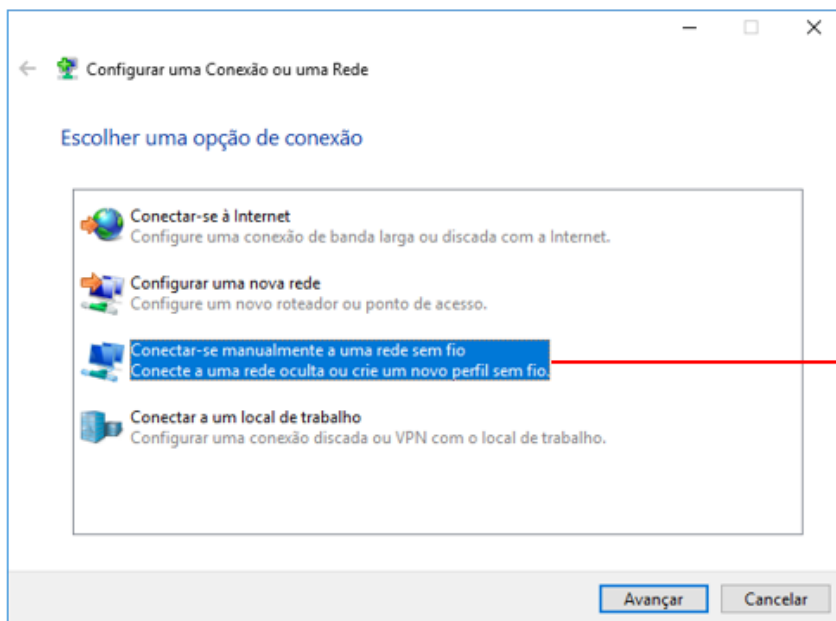 Configurar uma Conexão ou uma Rede
Escolher uma opção de conexão
Conectar-se à Internet
Configure uma conexão de banda larga ou discada com a Internet.
Configurar uma nova rede
Configure um novo roteador ou ponto de acesso.
Conectar-se manualmente a uma rede sem fio
Conecte a uma rede oculta ou crie um novo perfil sem fio.
Conectar a um local de trabalho
Configurar uma conexão discada ou VPN com o local de trabalho.
Avançar
Cancelar